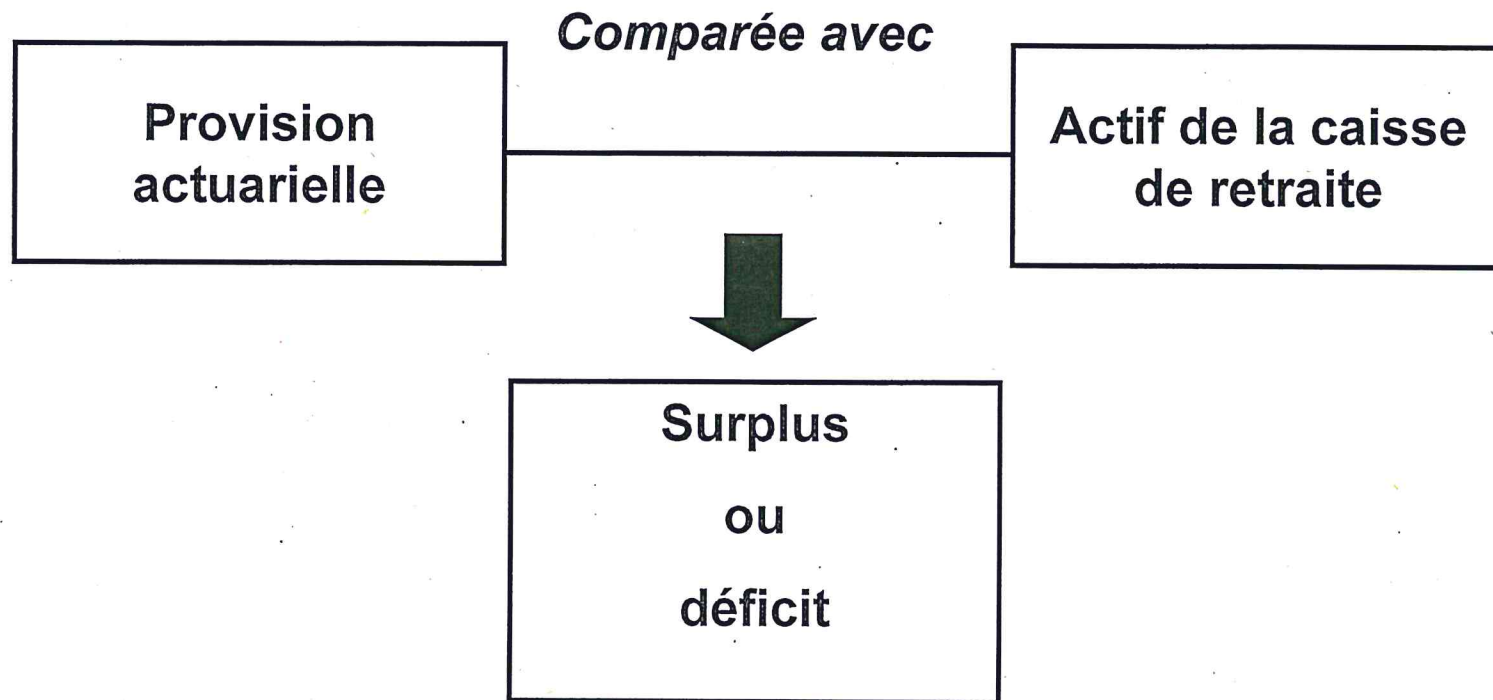 Comparée avec
Provision
actuarielle
Actif de la caisse
de retraite
Surplus
ou
déficit